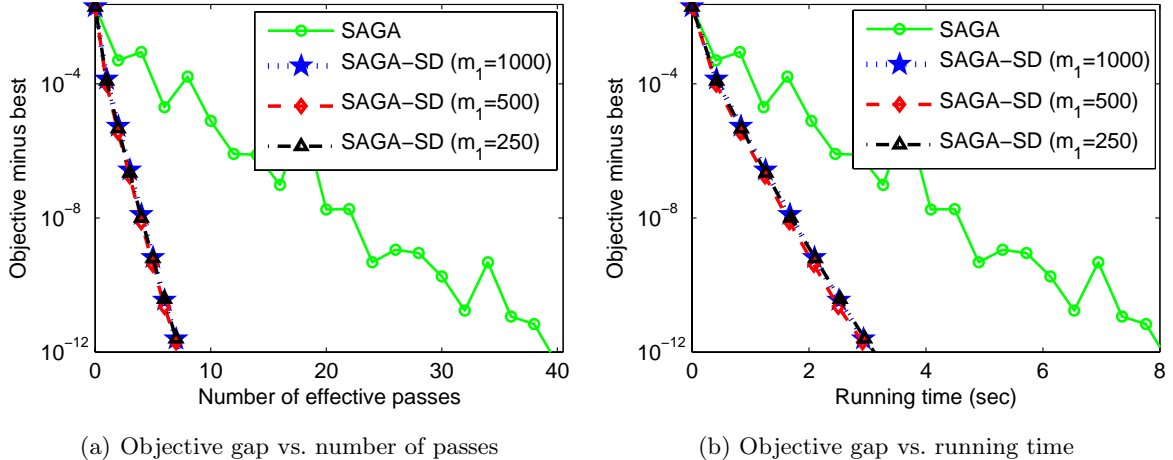 SAGA
SAGA−SD (m₁=1000)
SAGA−SD (m₁=500)
SAGA−SD (m₁=250)
Objective minus best
10⁻⁴
10⁻⁸
10⁻¹²
0 10 20 30 40
Number of effective passes
(a) Objective gap vs. number of passes
SAGA
SAGA−SD (m₁=1000)
SAGA−SD (m₁=500)
SAGA−SD (m₁=250)
Objective minus best
10⁻⁴
10⁻⁸
10⁻¹²
0 2 4 6 8
Running time (sec)
(b) Objective gap vs. running time